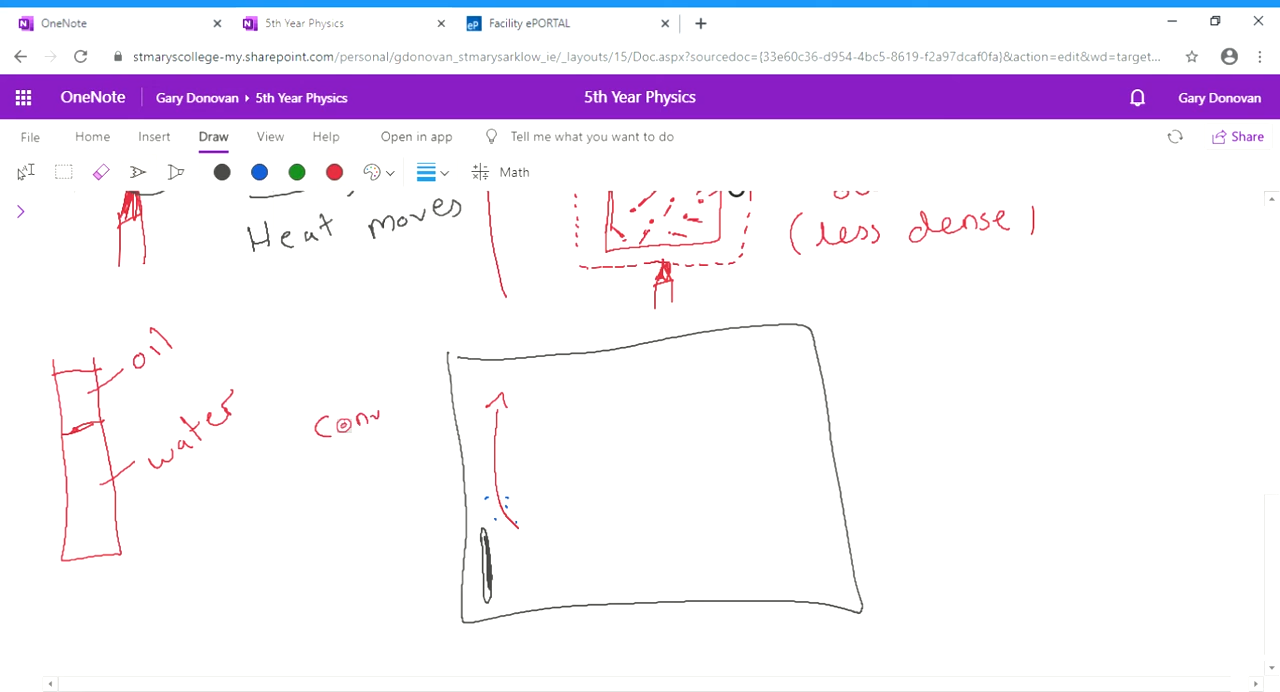 OneNote
5th Year Physics
Facility ePORTAL
stmaryscollege-my.sharepoint.com/personal/gdonovan_stmarysarklow_ie/_layouts/15/Doc.aspx?sourcedoc={33e60c36-d954-4bc5-8619-f2a97dcaf0fa}&action=edit&wd=target...
OneNote
Gary Donovan › 5th Year Physics
5th Year Physics
Gary Donovan
File
Home
Insert
Draw
View
Help
Open in app
Tell me what you want to do
Share
Math
Heat moves
(less dense)
oil
water
Conv